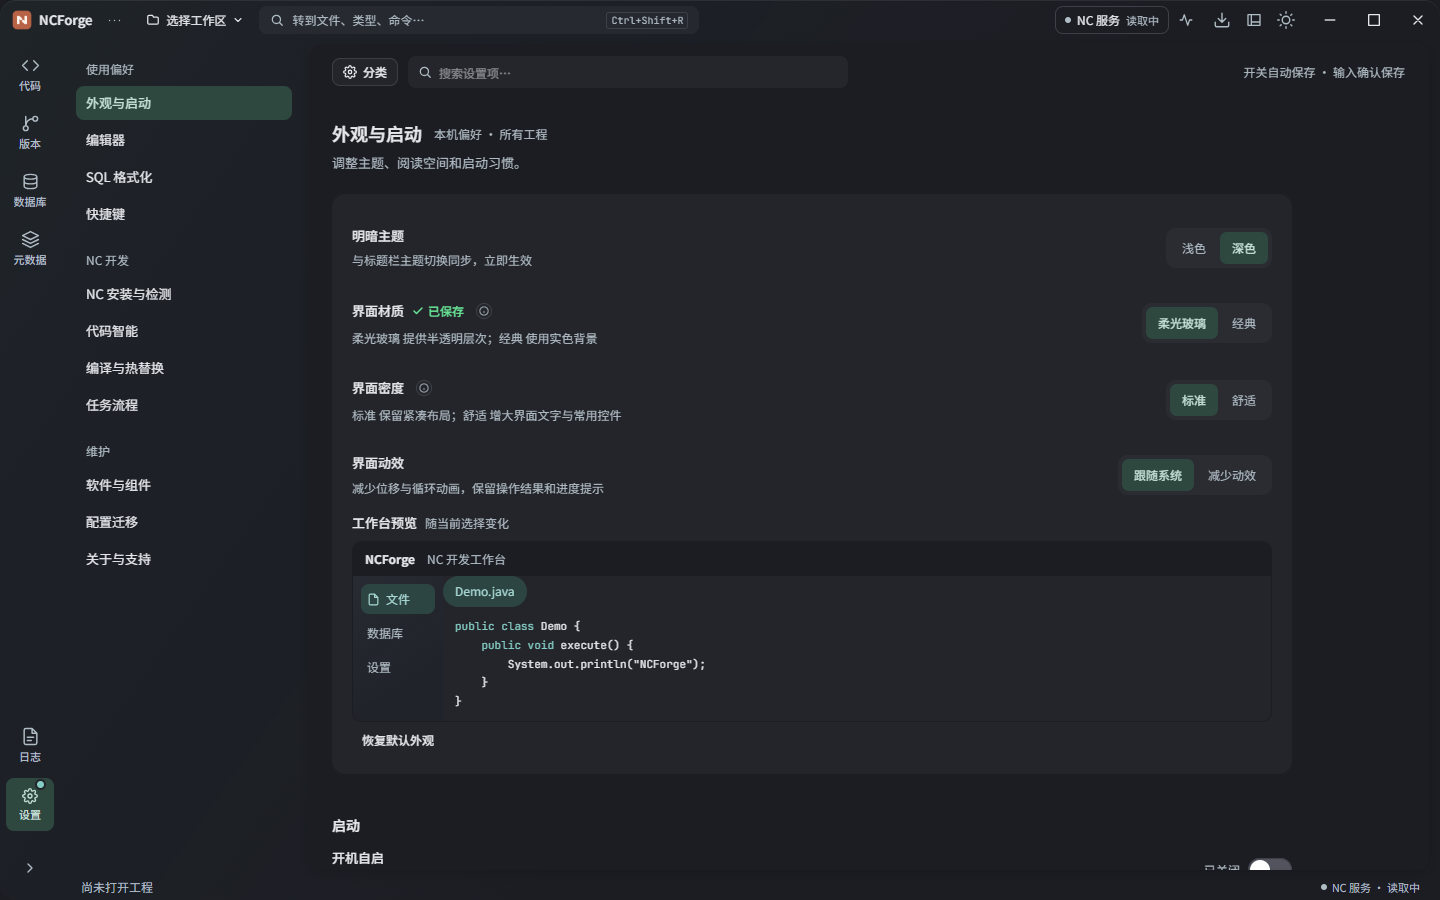 NCForge ··· 选择工作区 转到文件、类型、命令··· Ctrl+Shift+R NC 服务 读取中
代码
版本
数据库
元数据
日志
设置
使用偏好
外观与启动
编辑器
SQL 格式化
快捷键
NC 开发
NC 安装与检测
代码智能
编译与热替换
任务流程
维护
软件与组件
配置迁移
关于与支持
分类 搜索设置项··· 开关自动保存 · 输入确认保存
外观与启动 本机偏好 · 所有工程
调整主题、阅读空间和启动习惯。
明暗主题
与标题栏主题切换同步，立即生效
浅色 深色
界面材质 已保存
柔光玻璃 提供半透明层次；经典 使用实色背景
柔光玻璃 经典
界面密度
标准 保留紧凑布局；舒适 增大界面文字与常用控件
标准 舒适
界面动效
减少位移与循环动画，保留操作结果和进度提示
跟随系统 减少动效
工作台预览 随当前选择变化
NCForge NC 开发工作台
文件
数据库
设置
Demo.java
public class Demo {
    public void execute() {
        System.out.println("NCForge");
    }
}
恢复默认外观
启动
开机自启
已关闭
尚未打开工程 NC 服务 · 读取中